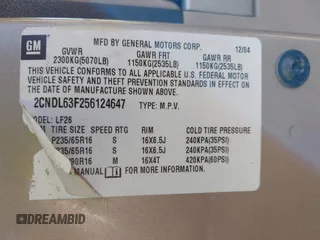 GM
MFD BY GENERAL MOTORS CORP. 12/04
GVWR GAWR FRT GAWR RR
2300KG(5070LB) 1150KG(2535LB) 1150KG(2535LB)
THIS VEHICLE CONFORMS TO ALL APPLICABLE U.S. FEDERAL
MOTOR VEHICLE SAFETY AND THEFT PREVENTION STANDARDS
IN EFFECT ON THE DATE OF MANUFACTURE SHOWN ABOVE.
2CNDL63F256124647 TYPE: M.P.V.
MODEL: LF26
TIRE SIZE SPEED RTG RIM COLD TIRE PRESSURE
P235/65R16 S 16X6.5J 240KPA(35PSI)
235/65R16 S 16X6.5J 240KPA(35PSI)
90R16 M 16X4T 420KPA(60PSI)
MANUAL FOR MORE INFORMATION.
DREAMBID